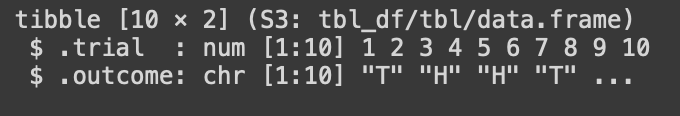 tibble [10 × 2] (S3: tbl_df/tbl/data.frame)
 $ .trial  : num [1:10] 1 2 3 4 5 6 7 8 9 10
 $ .outcome: chr [1:10] "T" "H" "H" "T" ...